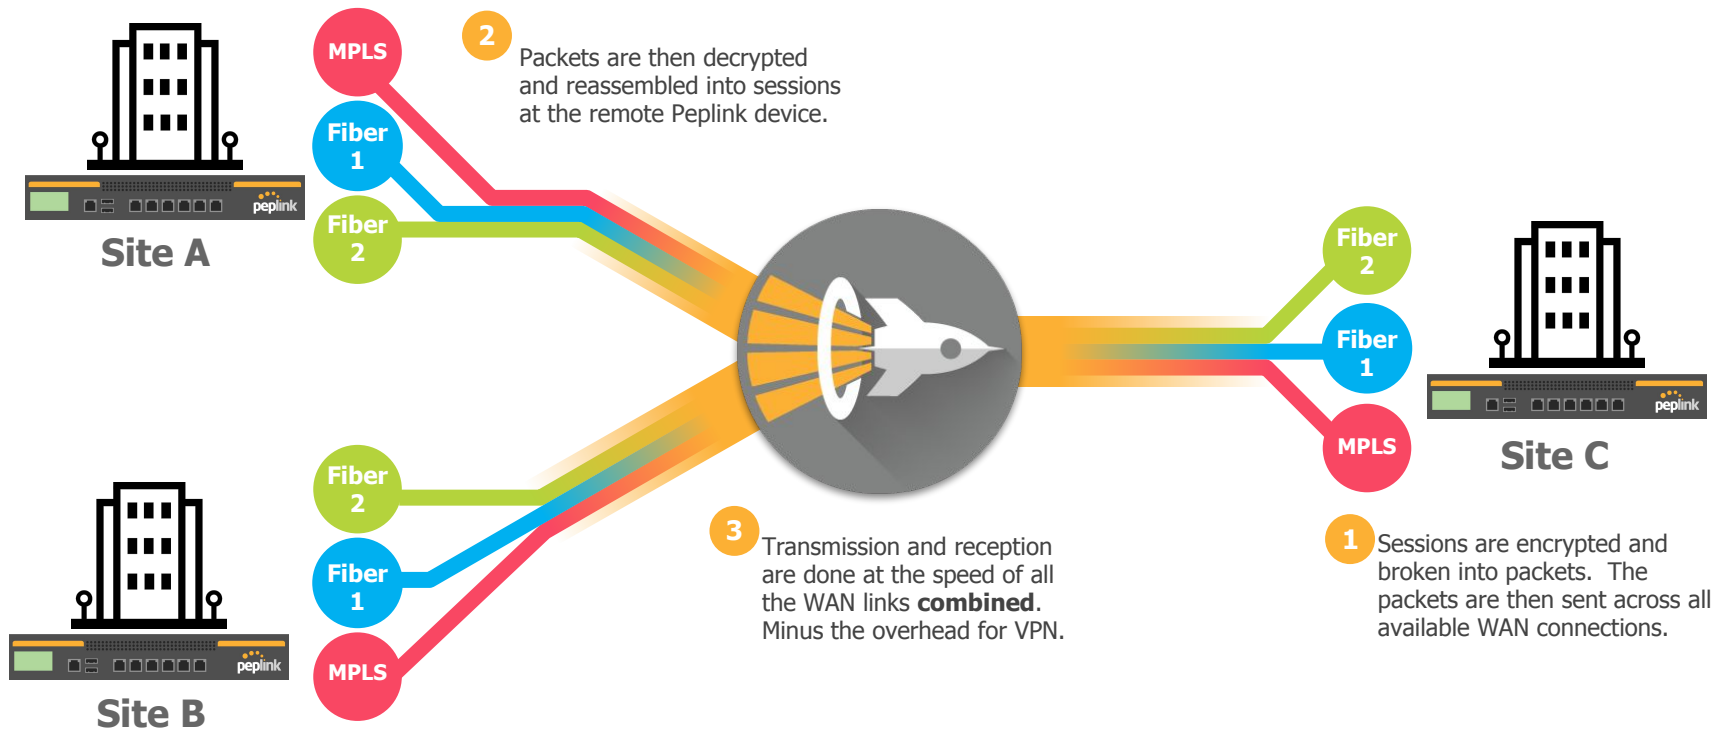 MPLS
Fiber
1
Fiber
2
peplink
Site A
2
Packets are then decrypted
and reassembled into sessions
at the remote Peplink device.
Fiber
2
Fiber
1
MPLS
peplink
Site B
3
Transmission and reception
are done at the speed of all
the WAN links combined.
Minus the overhead for VPN.
Fiber
2
Fiber
1
MPLS
peplink
Site C
1
Sessions are encrypted and
broken into packets.  The
packets are then sent across all
available WAN connections.